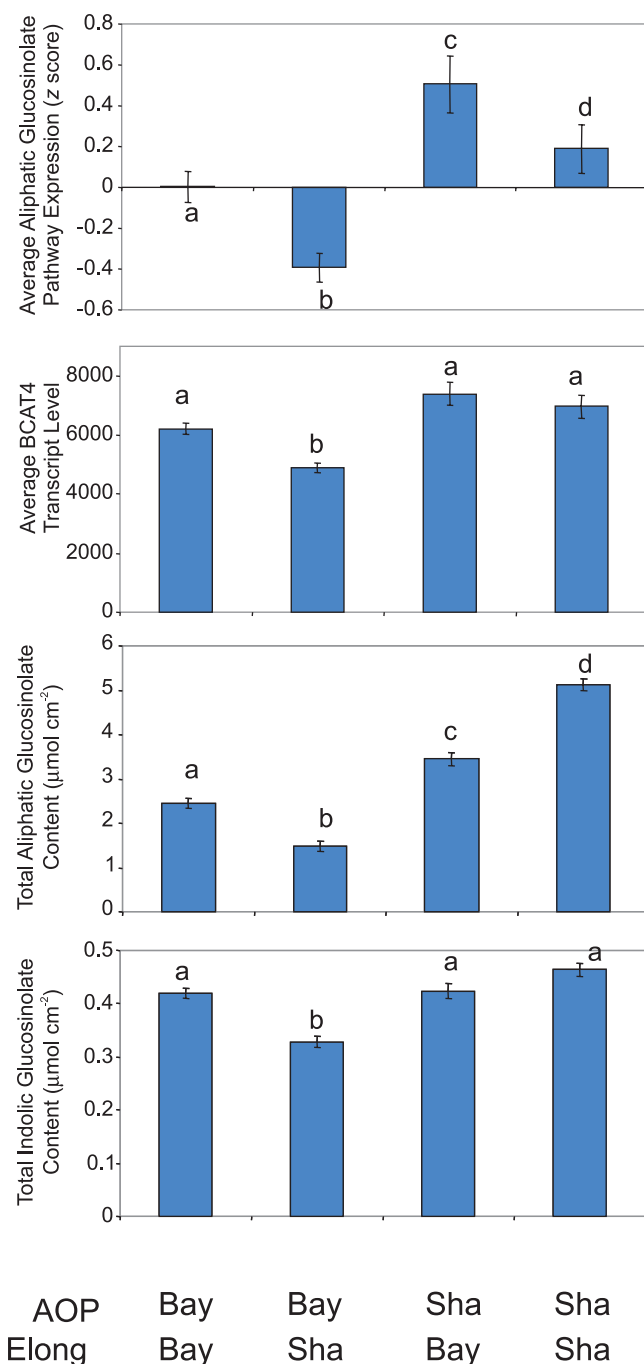 Average Aliphatic Glucosinolate
Pathway Expression (z score)
0.8
0.6
0.4
0.2
0
-0.2
-0.4
-0.6
a
b
c
d
Average BCAT4
Transcript Level
8000
6000
4000
2000
0
a
b
a
a
Total Aliphatic Glucosinolate
Content (μmol cm-2)
6
5
4
3
2
1
0
a
b
c
d
Total Indolic Glucosinolate
Content (μmol cm-2)
0.5
0.4
0.3
0.2
0.1
0
a
b
a
a
AOP Bay Bay Sha Sha
Elong Bay Sha Bay Sha